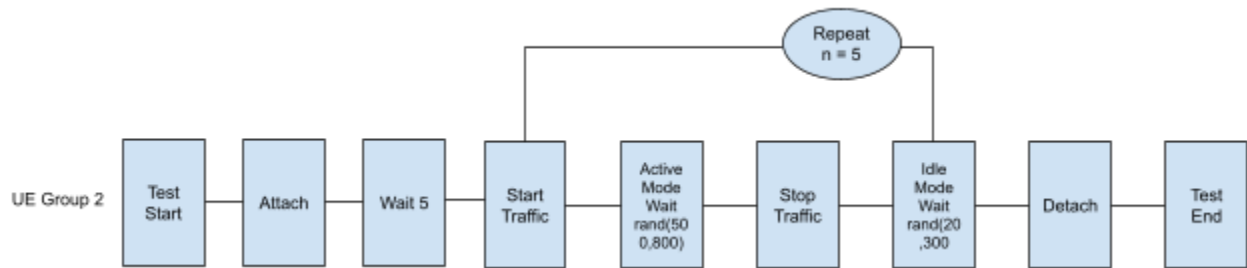 Repeat
n = 5
UE Group 2
Test
Start
Attach
Wait 5
Start
Traffic
Active
Mode
Wait
rand(50
0,800)
Stop
Traffic
Idle
Mode
Wait
rand(20
,300
Detach
Test
End